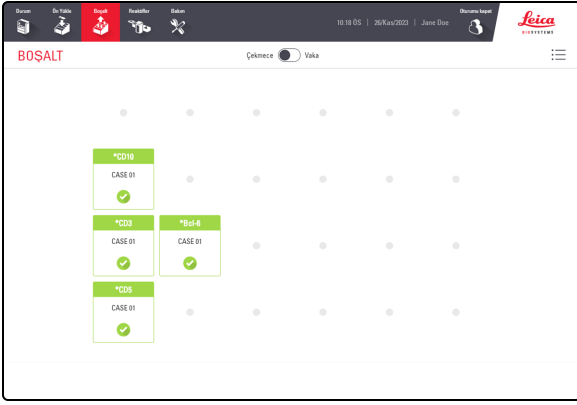 Durum Ön Yükle Boşalt Reaktifler Bakım
10:18 ÖS | 26/Kas/2023 | Jane Doe
Oturumu kapat
Leica
BIOSYSTEMS
BOŞALT
Çekmece Vaka
*CD10
CASE 01
*CD3 *Bcl-6
CASE 01 CASE 01
*CD5
CASE 01